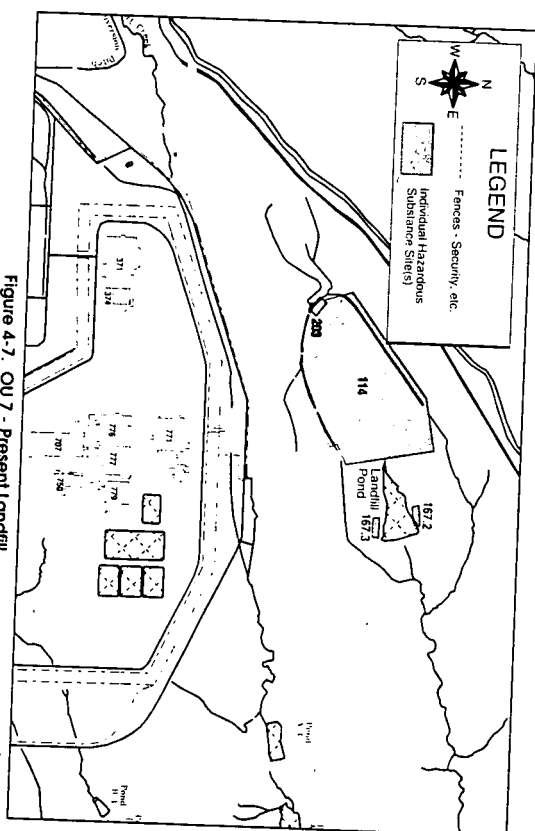 LEGEND
N
W
E
S
Fences - Security, etc.
Individual Hazardous
Substance Site(s)
203
114
167.2
Landfill
Pond
167.3
371
374
771
776
777
779
707
750
Pond
Pond
Figure 4-7. OU 7 - Present Landfill